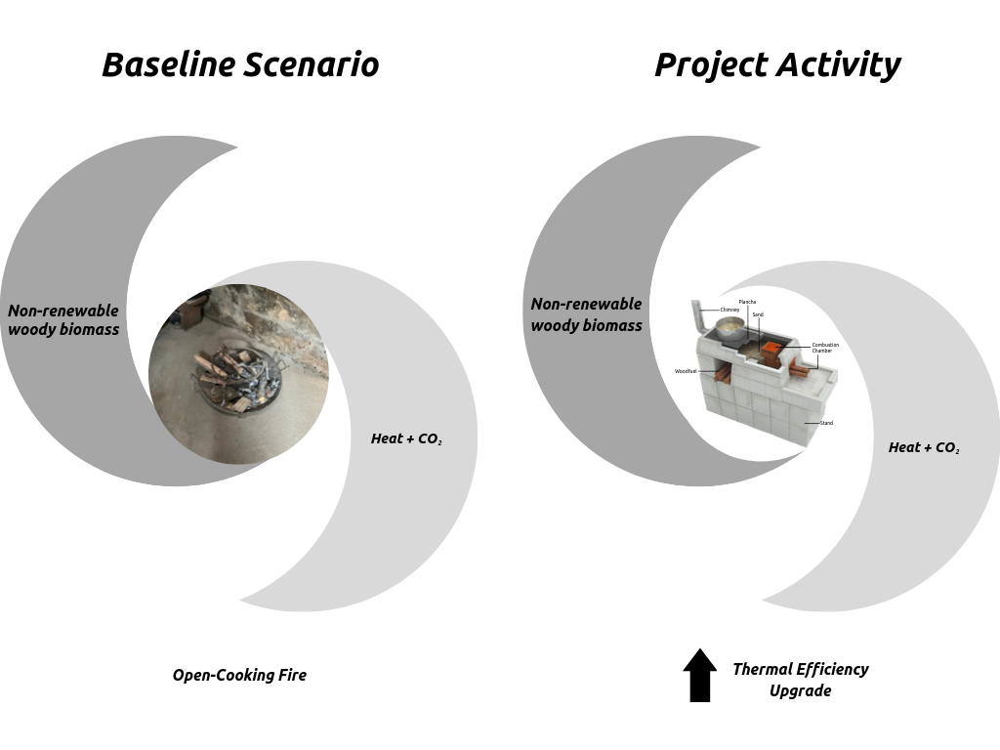 Baseline Scenario
Project Activity
Non-renewable
woody biomass
Heat + CO₂
Open-Cooking Fire
Non-renewable
woody biomass
Chimney
Plancha
Sand
Combustion
Chamber
Woodfuel
Stand
Heat + CO₂
Thermal Efficiency
Upgrade